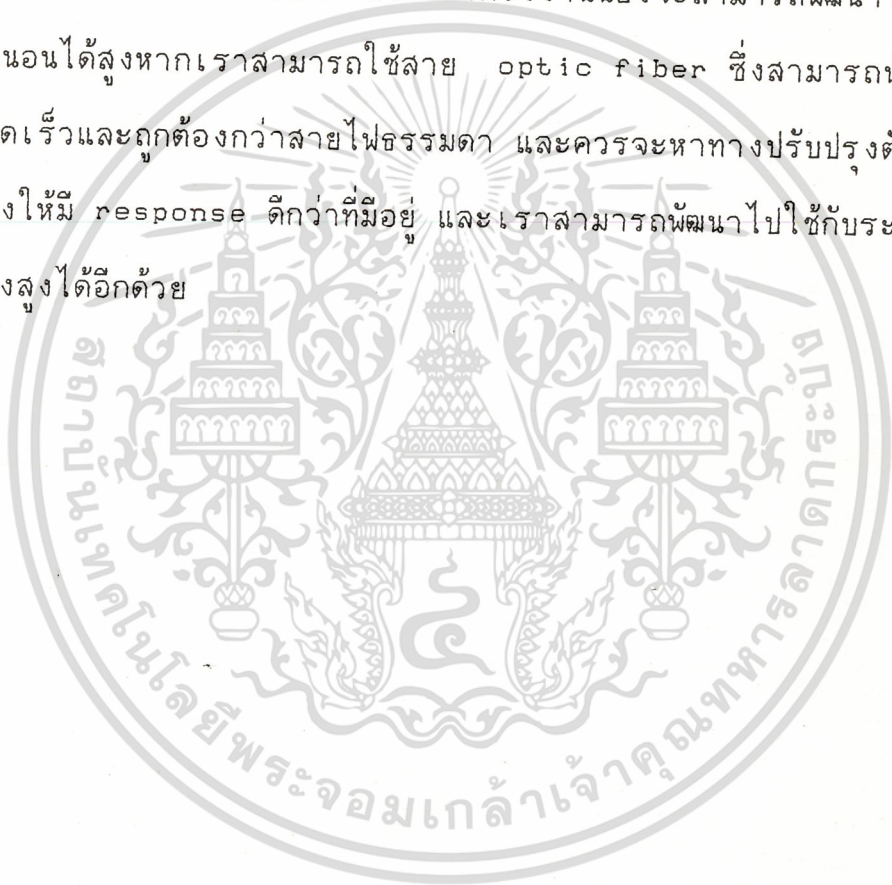 นอนได้สูงหากเราสามารถใช้สาย optic fiber ซึ่งสามารถ
ดเร็วและถูกต้องกว่าสายไฟธรรมดา และควรจะหาทางปรับปรุง
งให้มี response ดีกว่าที่มีอยู่ และเราสามารถพัฒนาไปใช้กับระ
งสูงได้อีกด้วย
สถาบันเทคโนโลยีพระจอมเกล้าเจ้าคุณทหารลาดกระบัง